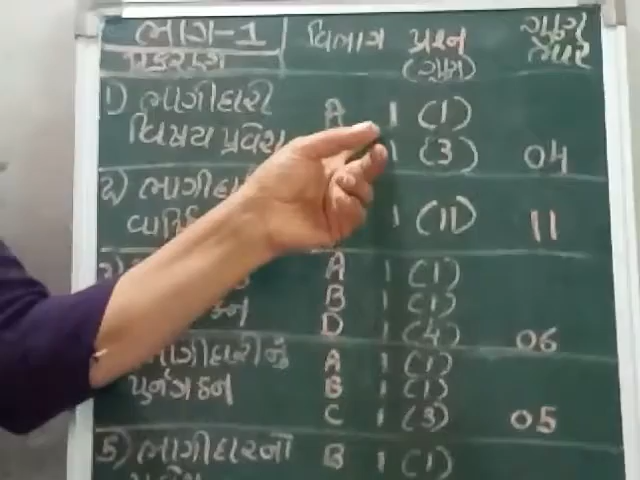 ભાગ-1 વિભાગ પ્રશ્ન ગુણ
પ્રકરણ (ગુણ) ભાર
1) ભાગીદારી A 1 (1)
વિષય પ્રવેશ 1 (3) 04
2) ભાગીદા
1 (11) 11
A 1 (1)
B 1 (1)
ન D 1 (4) 06
ભાગીદારીનું A 1 (1)
પુનઃગઠન B 1 (1)
C 1 (3) 05
5) ભાગીદારનો B 1 (1)